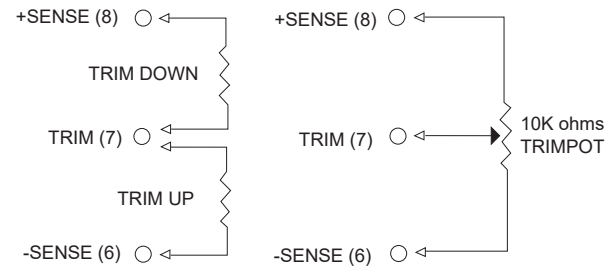 +SENSE (8)
TRIM DOWN
TRIM (7)
TRIM UP
-SENSE (6)
+SENSE (8)
TRIM (7)
10K ohms
TRIMPOT
-SENSE (6)